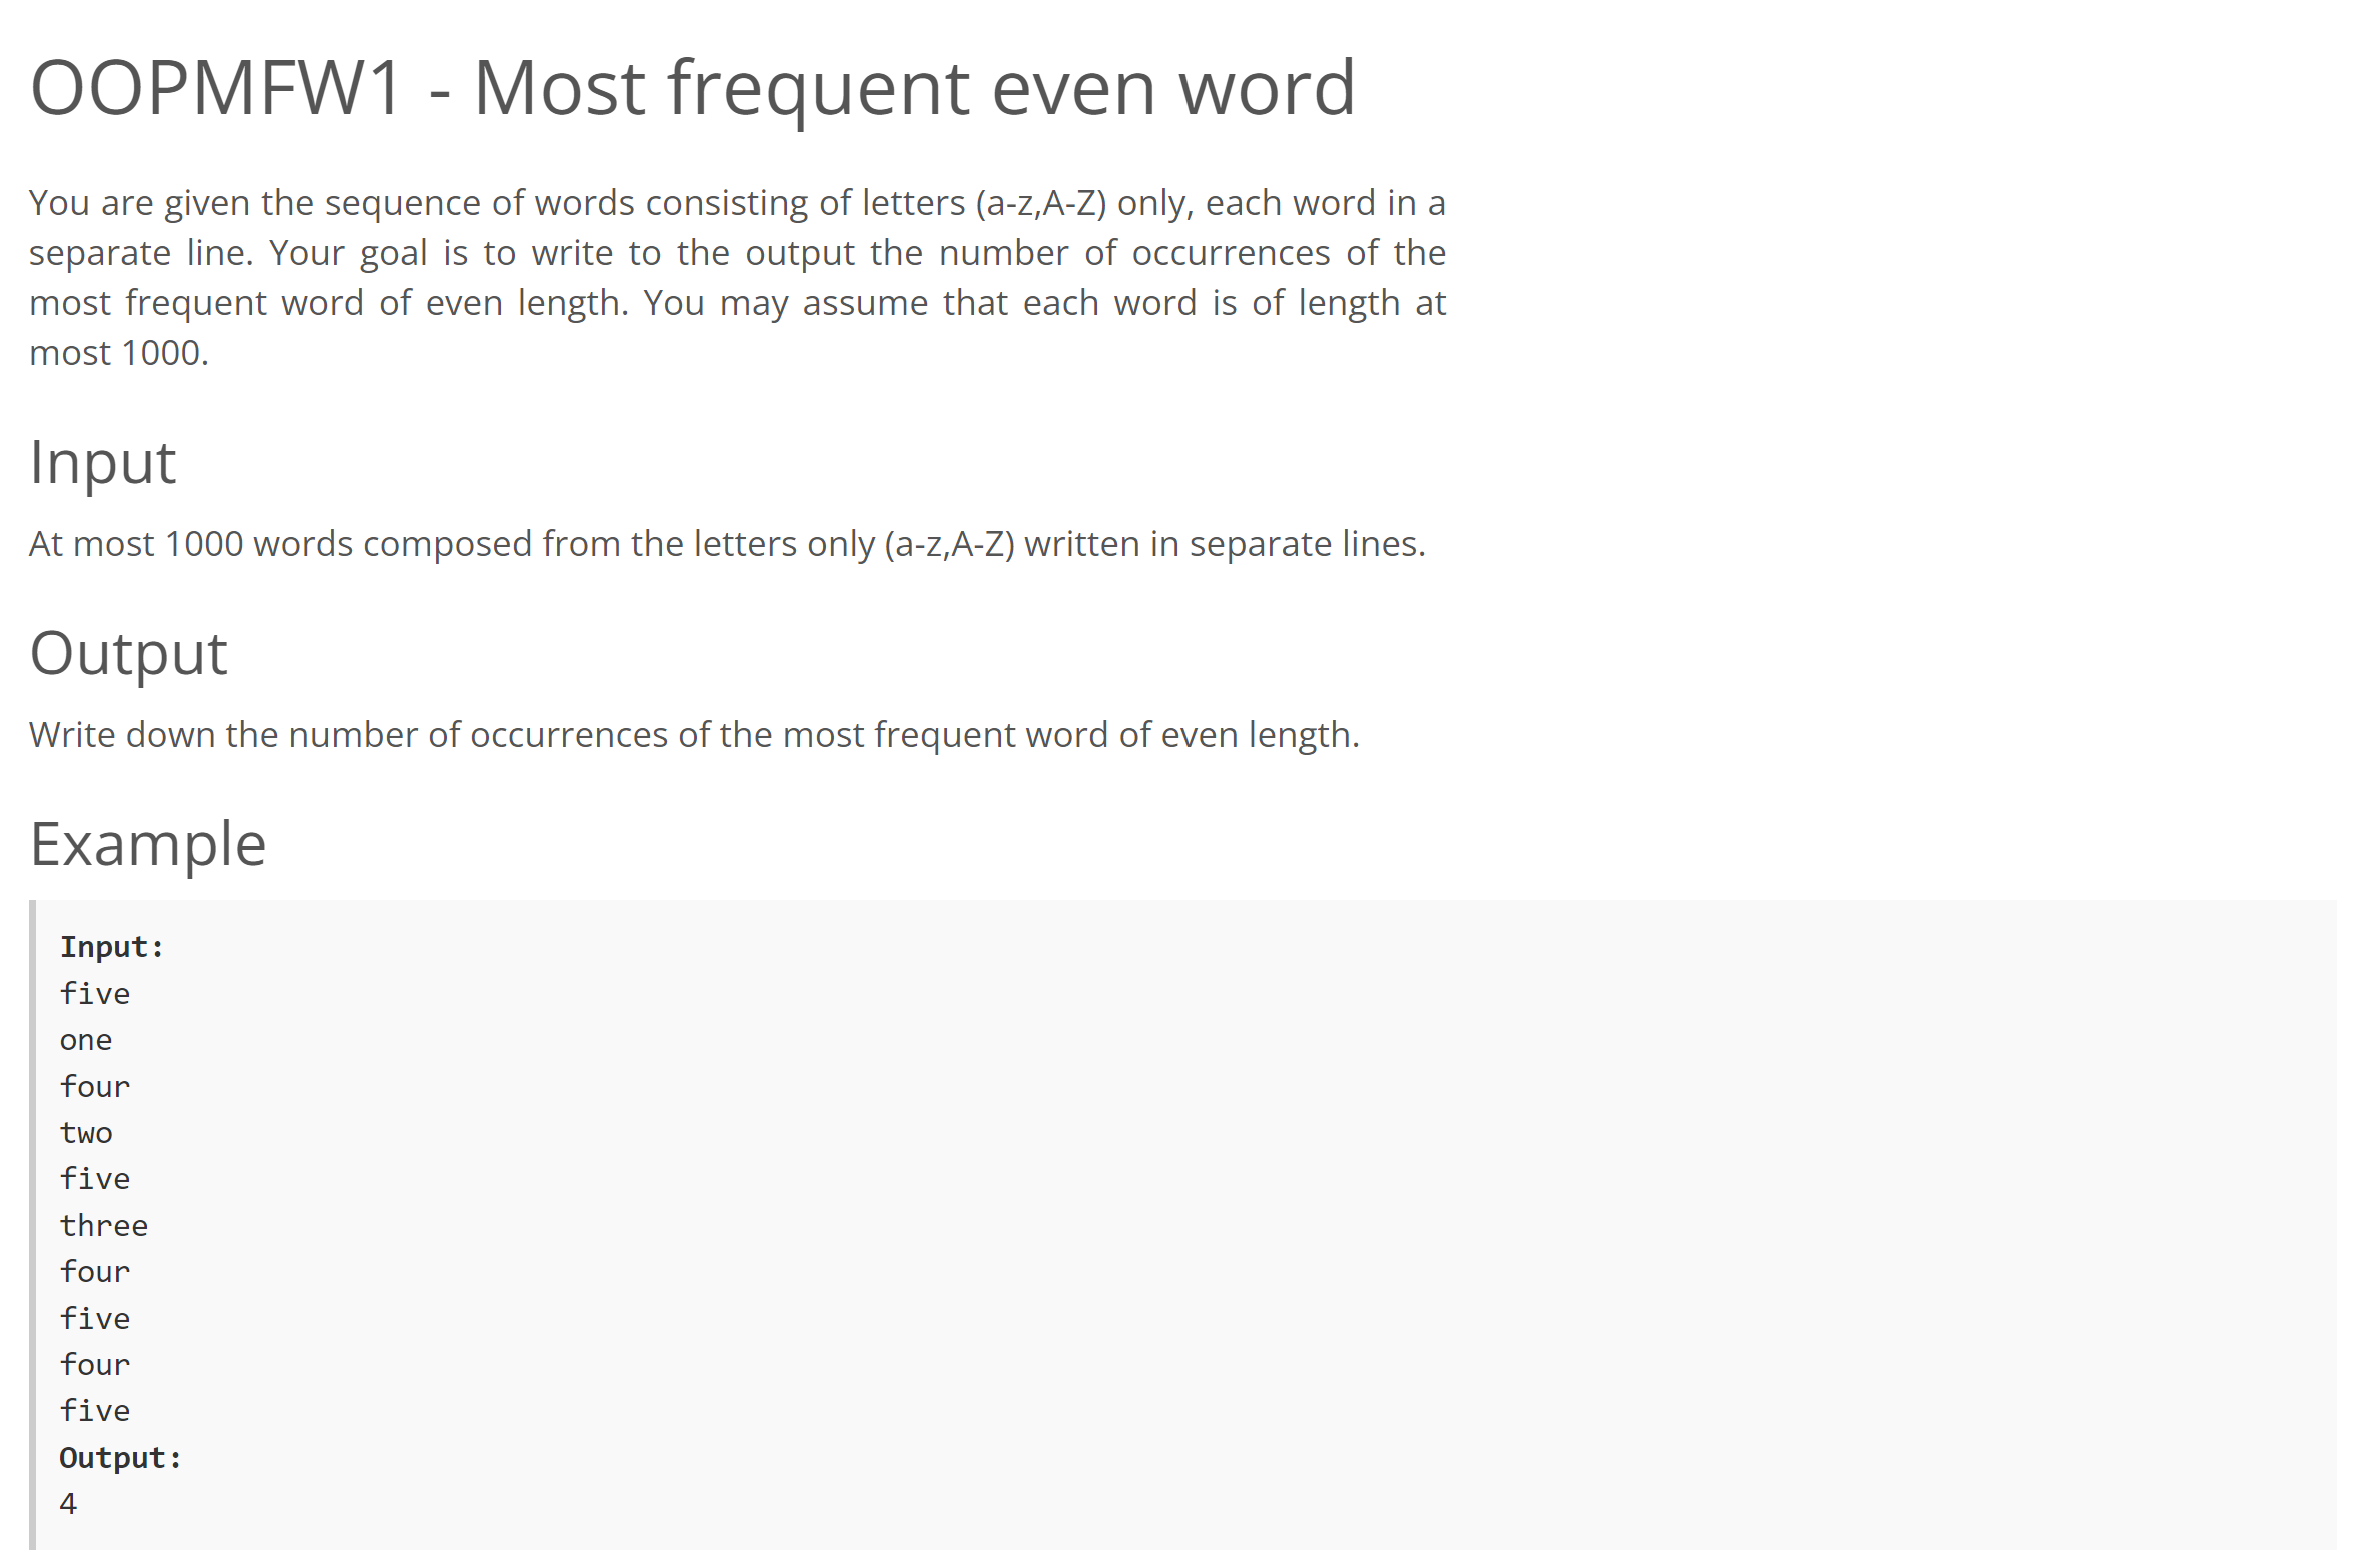 OOPMFW1 - Most frequent even word
You are given the sequence of words consisting of letters (a-z,A-Z) only, each word in a
separate line. Your goal is to write to the output the number of occurrences of the
most frequent word of even length. You may assume that each word is of length at
most 1000.
Input
At most 1000 words composed from the letters only (a-z,A-Z) written in separate lines.
Output
Write down the number of occurrences of the most frequent word of even length.
Example
Input:
five
one
four
two
five
three
four
five
four
five
Output:
4